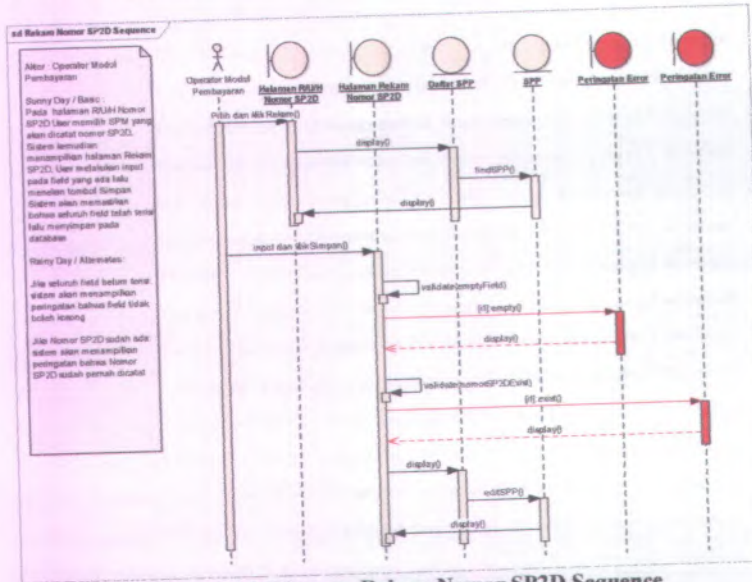 sd Rekam Nomor SP2D Sequence
Aktor : Operator Modul
Pembayaran
Sunny Day / Basic :
Pada halaman R/U/H Nomor
SP2D User memilih SPM yang
akan dicatat nomor SP2D.
Sistem kemudian
menampilkan halaman Rekam
SP2D, User melakukan input
pada field yang ada lalu
menekan tombol Simpan
Sistem akan memastikan
bahwa seluruh field telah terisi
lalu menyimpan pada
database
Rainy Day / Alternates :
Jika seluruh field belum terisi
sistem akan menampilkan
peringatan bahwa field tidak
boleh kosong
Jika Nomor SP2D sudah ada
sistem akan menampilkan
peringatan bahwa Nomor
SP2D sudah pernah dicatat
Operator Modul
Pembayaran
Halaman R/U/H
Nomor SP2D
Halaman Rekam
Nomor SP2D
Daftar SPP
SPP
Peringatan Error
Peringatan Error
Pilih dan klik Rekam()
display()
findSPP()
display()
input dan klikSimpan()
validate(emptyField)
[if]:empty()
display()
validate(nomorSP2DExist)
[if]:exist()
display()
display()
editSPP()
display()
Rekam Nomor SP2D Sequence